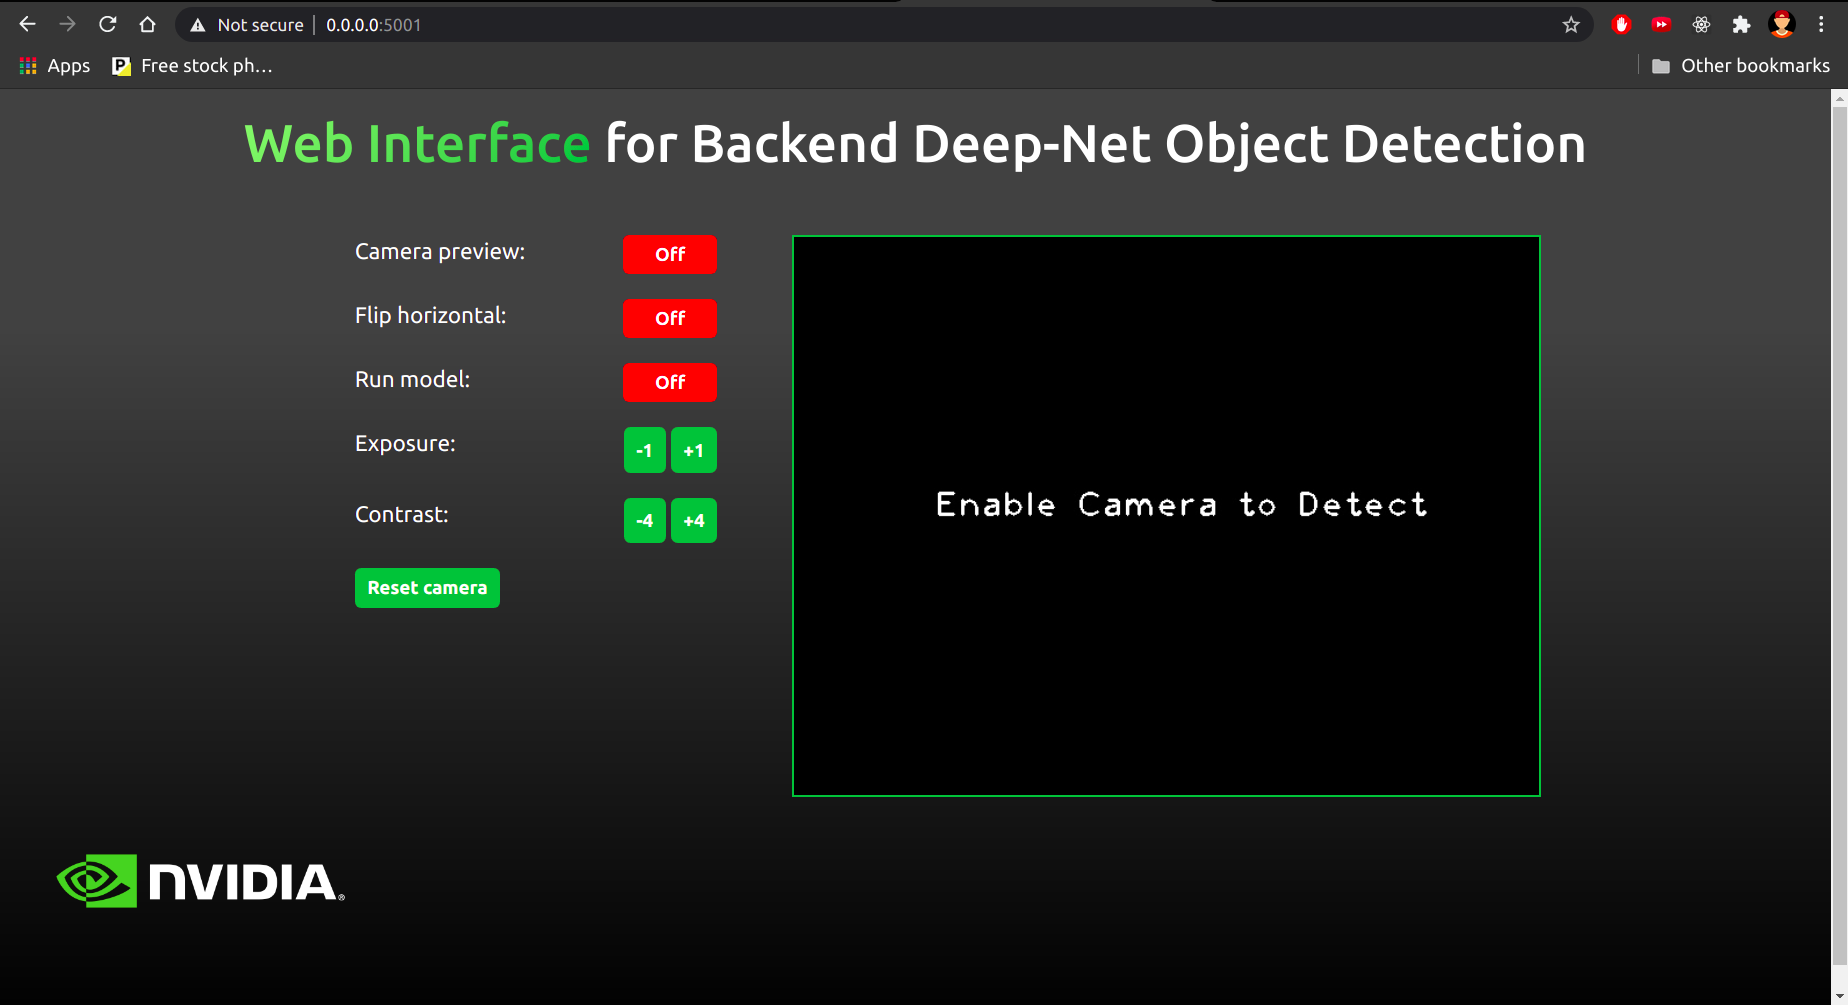 Not secure | 0.0.0.0:5001
Apps Free stock ph... Other bookmarks
Web Interface for Backend Deep-Net Object Detection
Camera preview: Off
Flip horizontal: Off
Run model: Off
Exposure: -1 +1
Contrast: -4 +4
Reset camera
Enable Camera to Detect
NVIDIA®